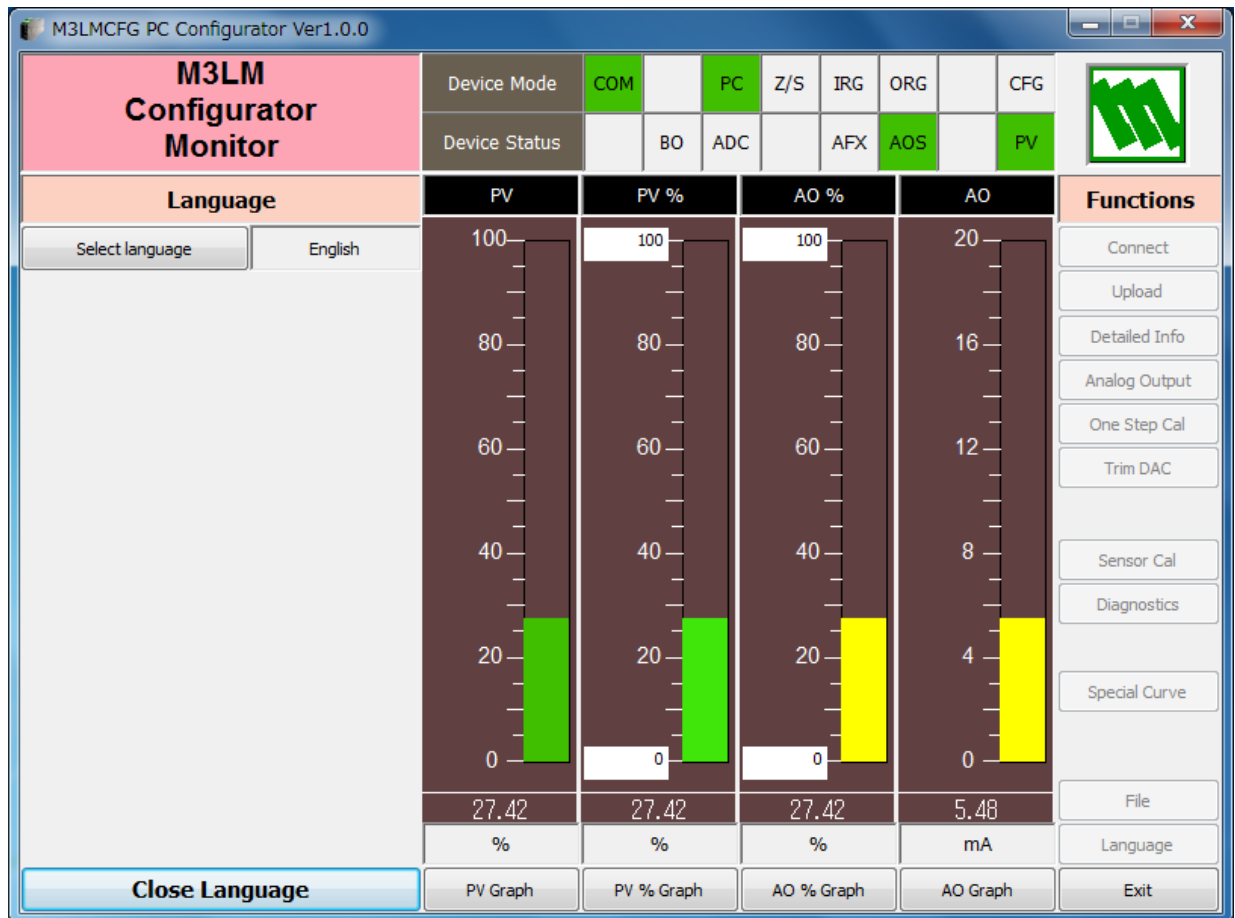 M3LMCFG PC Configurator Ver1.0.0
M3LM
Configurator
Monitor
Device Mode COM PC Z/S IRG ORG CFG
Device Status BO ADC AFX AOS PV
Language
Select language English
Close Language
PV PV % AO % AO
100 100 100 20
80 80 80 16
60 60 60 12
40 40 40 8
20 20 20 4
0 0 0 0
27.42 27.42 27.42 5.48
% % % mA
PV Graph PV % Graph AO % Graph AO Graph
Functions
Connect
Upload
Detailed Info
Analog Output
One Step Cal
Trim DAC
Sensor Cal
Diagnostics
Special Curve
File
Language
Exit